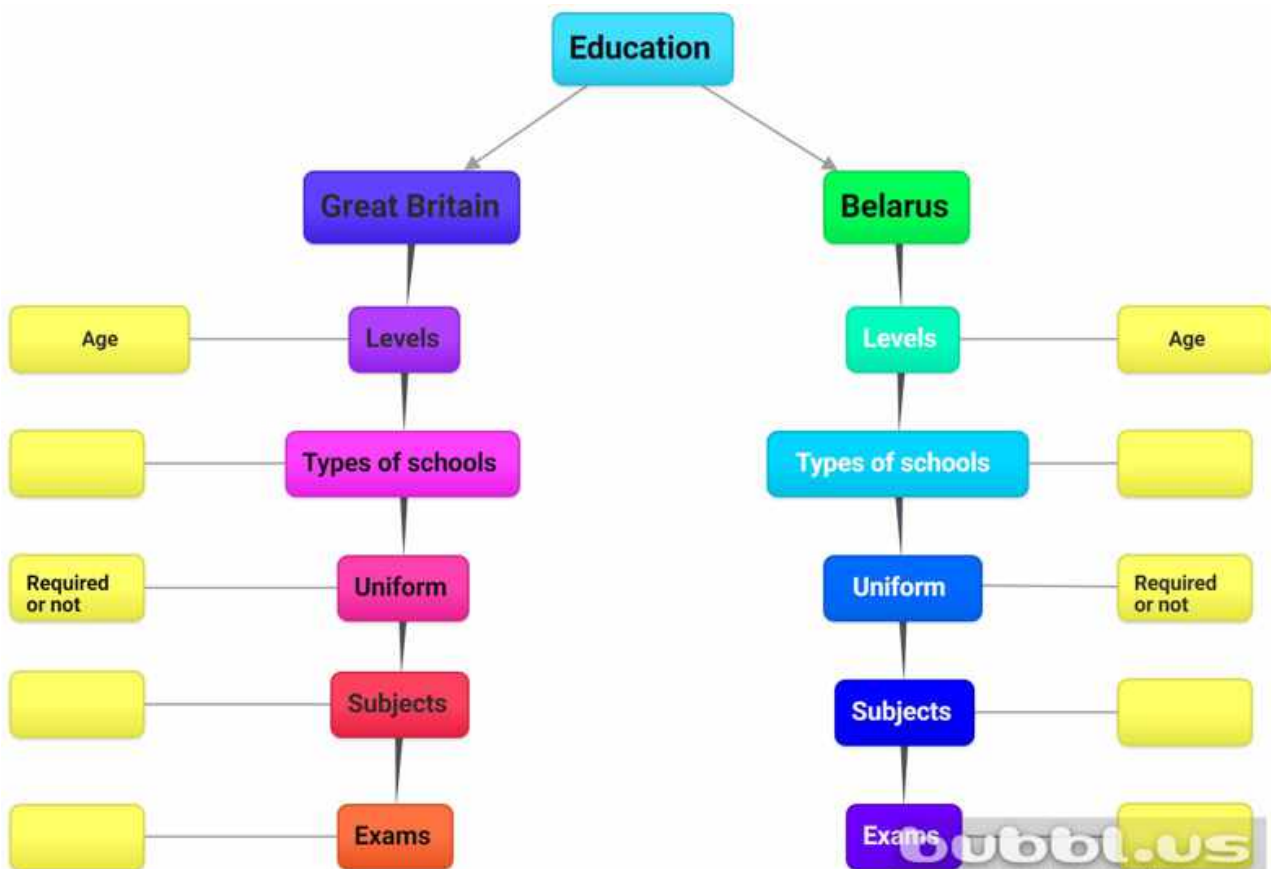 Education
Great Britain
Belarus
Age
Levels
Levels
Age
Types of schools
Types of schools
Required
or not
Uniform
Uniform
Required
or not
Subjects
Subjects
Exams
Exams
bubbl.us